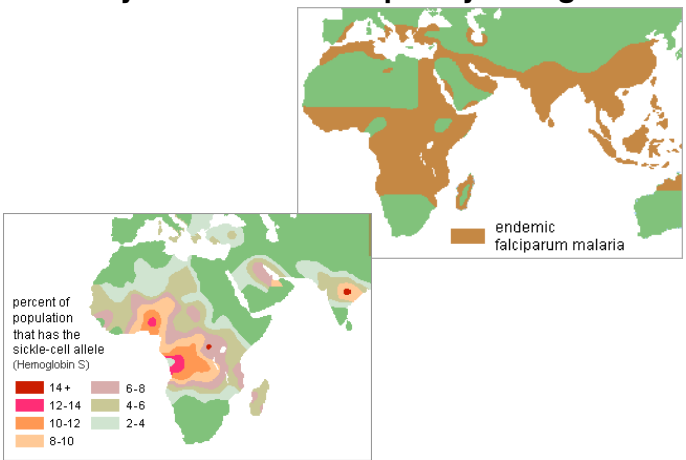 endemic
falciparum malaria
percent of
population
that has the
sickle-cell allele
(Hemoglobin S)
14+
12-14
10-12
8-10
6-8
4-6
2-4